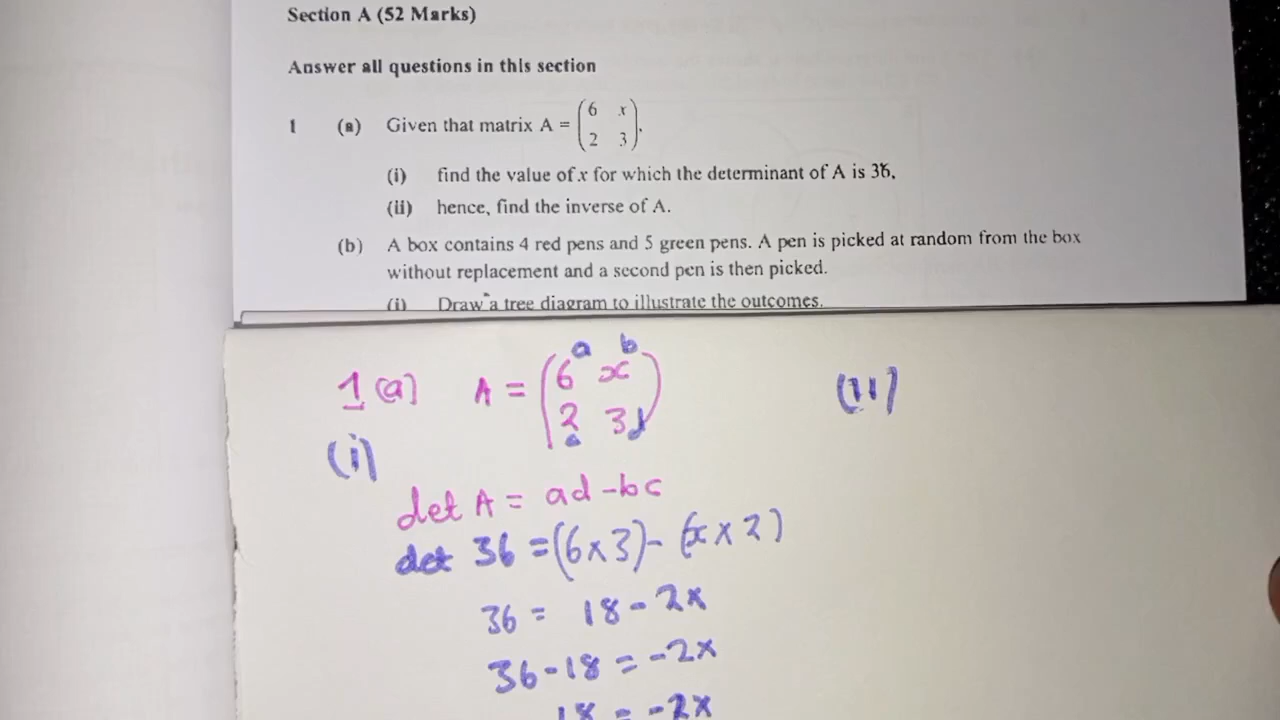 Section A (52 Marks)
Answer all questions in this section
1 (a) Given that matrix A = (6 x
2 3).
(i) find the value of x for which the determinant of A is 36,
(ii) hence, find the inverse of A.
(b) A box contains 4 red pens and 5 green pens. A pen is picked at random from the box
without replacement and a second pen is then picked.
(i) Draw a tree diagram to illustrate the outcomes.
a b
1 (a) A = (6 x
2 3)
d
(i)
(ii)
det A = ad - bc
det 36 = (6 x 3) - (x x 2)
36 = 18 - 2x
36 - 18 = -2x
18 = -2x